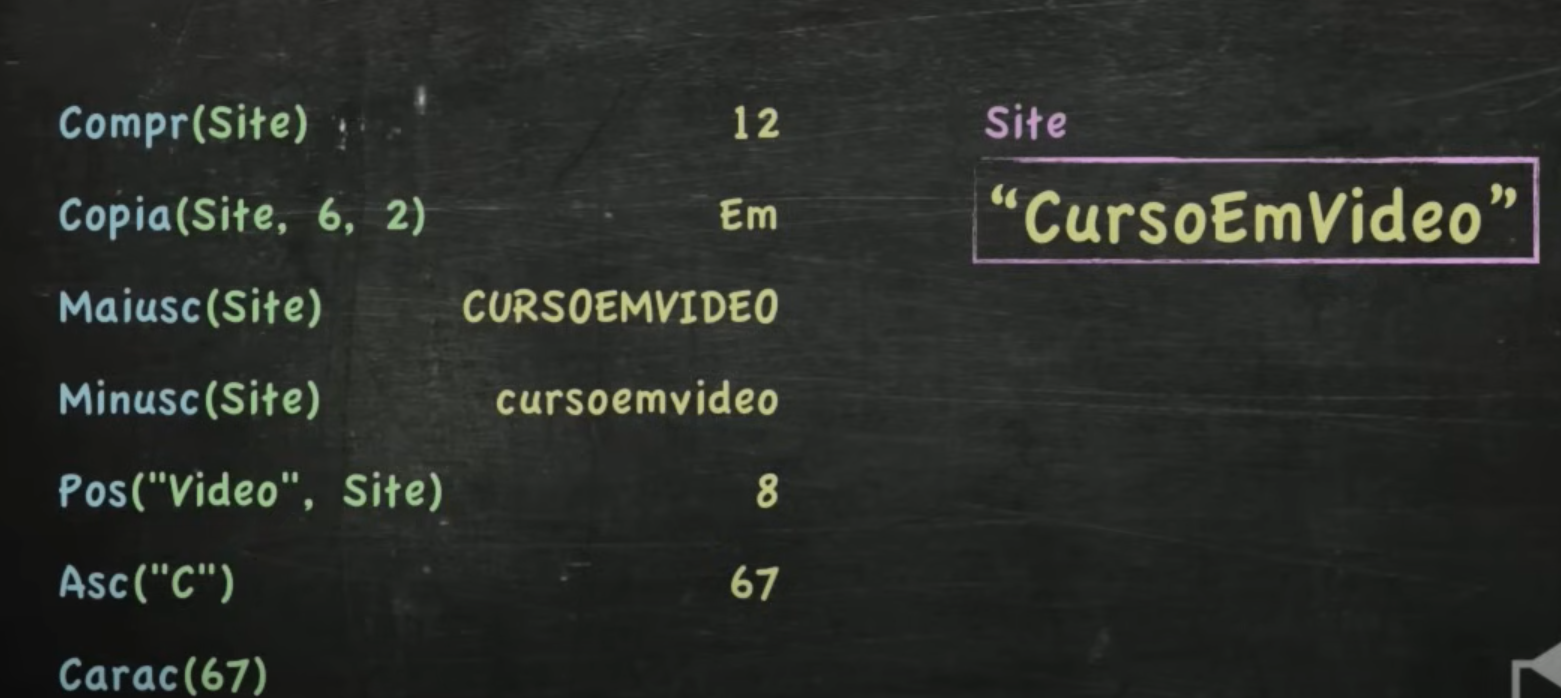 Compr(Site) 12
Copia(Site, 6, 2) Em
Maiusc(Site) CURSOEMVIDEO
Minusc(Site) cursoemvideo
Pos("Video", Site) 8
Asc("C") 67
Carac(67)
Site
“CursoEmVideo”